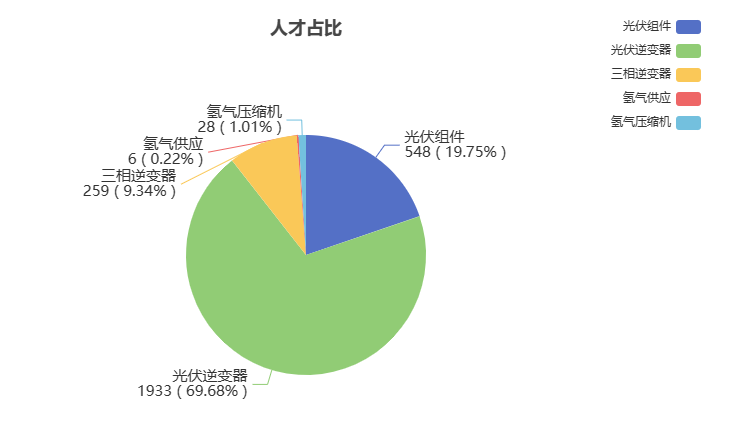 人才占比
光伏组件
光伏逆变器
三相逆变器
氢气供应
氢气压缩机
氢气压缩机
28 ( 1.01% )
氢气供应
6 ( 0.22% )
三相逆变器
259 ( 9.34% )
光伏组件
548 ( 19.75% )
光伏逆变器
1933 ( 69.68% )